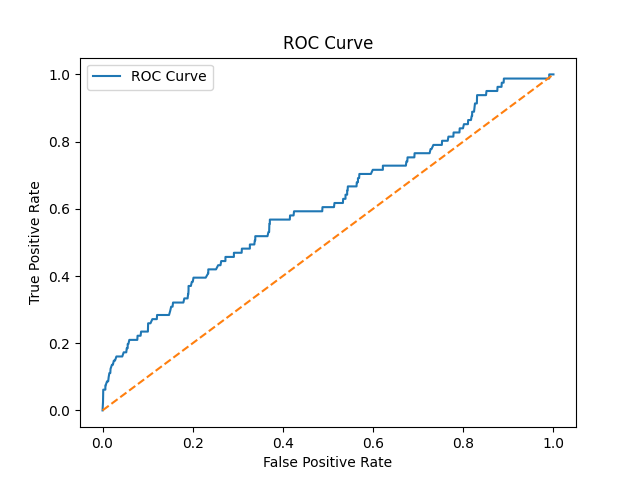 ROC Curve
ROC Curve
1.0
0.8
0.6
0.4
0.2
0.0
True Positive Rate
0.0 0.2 0.4 0.6 0.8 1.0
False Positive Rate